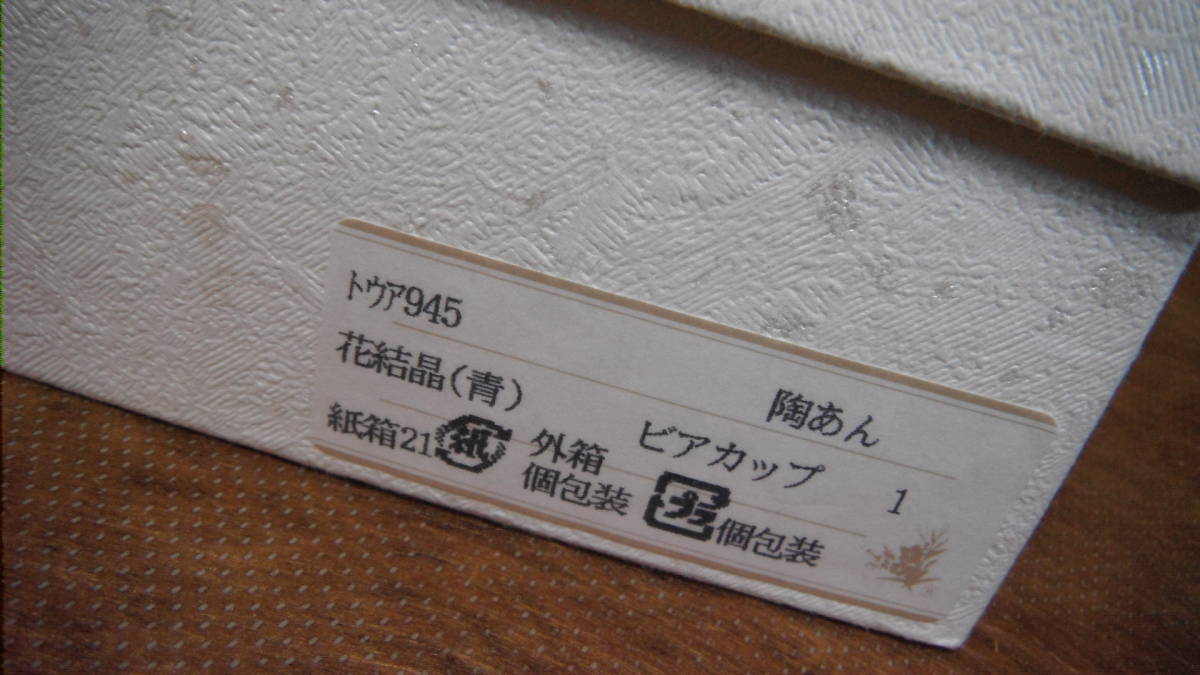 ﾄｳｱ945
陶あん
花結晶(青) ビアカップ 1
紙箱21 紙 外箱 プラ 個包装
個包装